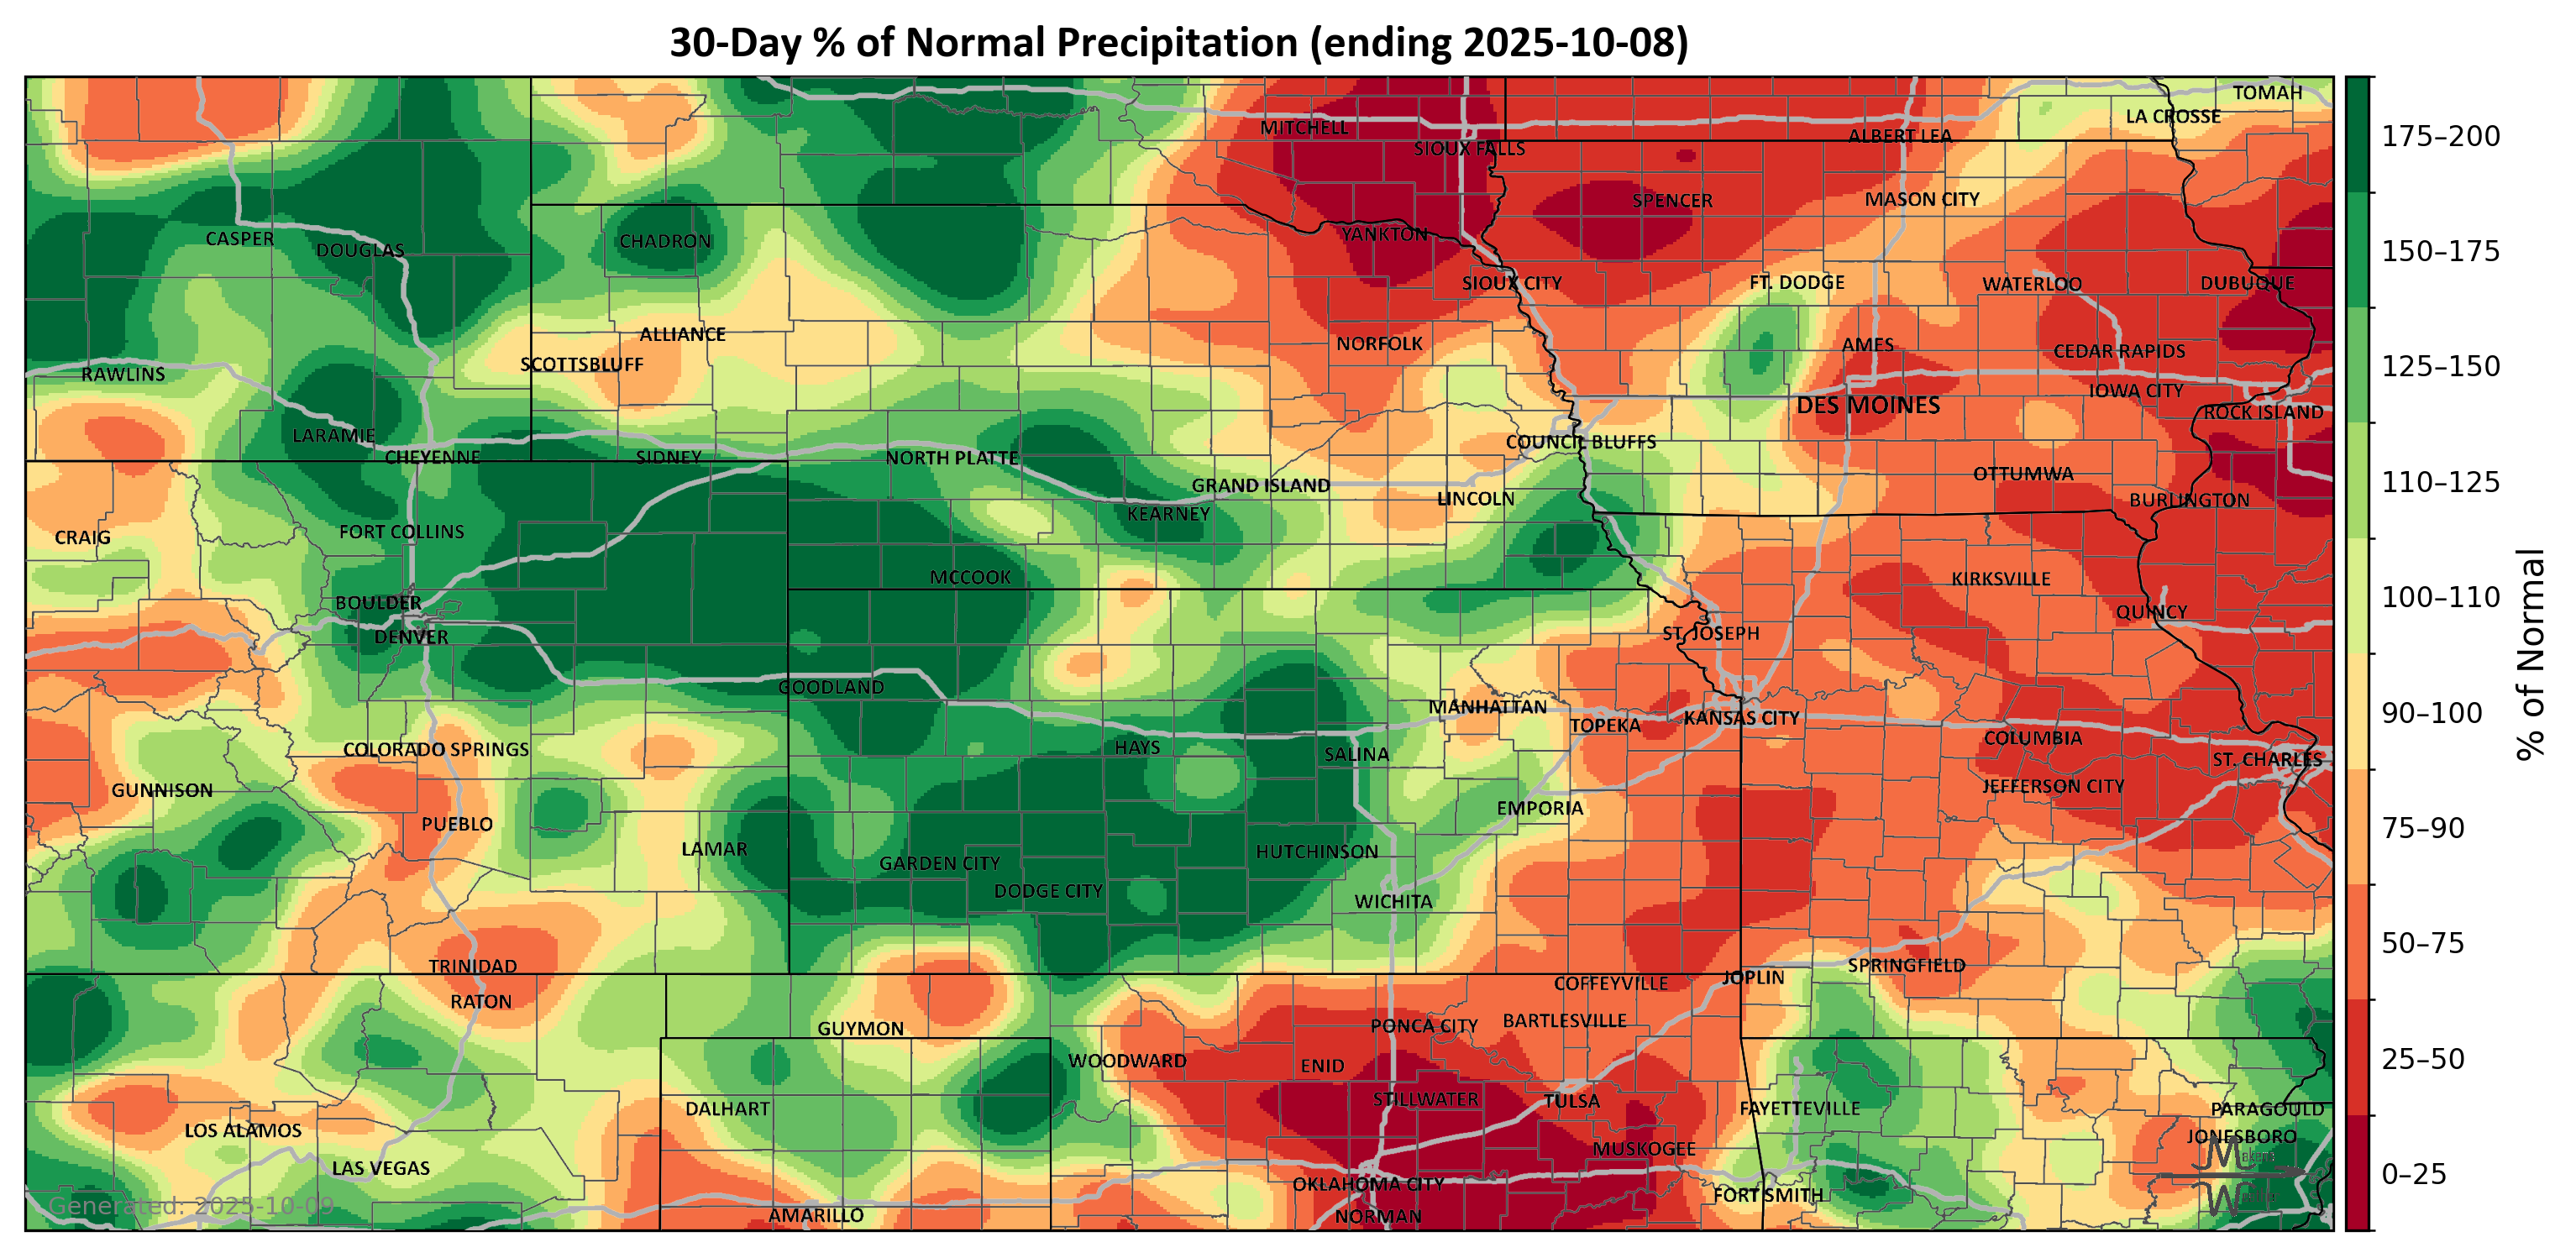 30-Day % of Normal Precipitation (ending 2025-10-08)
TOMAH
LA CROSSE
MITCHELL
ALBERT LEA
SIOUX FALLS
SPENCER
MASON CITY
YANKTON
CASPER
DOUGLAS
CHADRON
SIOUX CITY
FT. DODGE
WATERLOO
DUBUQUE
ALLIANCE
NORFOLK
AMES
CEDAR RAPIDS
SCOTTSBLUFF
RAWLINS
IOWA CITY
DES MOINES
ROCK ISLAND
LARAMIE
COUNCIL BLUFFS
CHEYENNE
SIDNEY
NORTH PLATTE
OTTUMWA
GRAND ISLAND
LINCOLN
BURLINGTON
KEARNEY
CRAIG
FORT COLLINS
MCCOOK
KIRKSVILLE
BOULDER
QUINCY
DENVER
ST. JOSEPH
GOODLAND
MANHATTAN
TOPEKA
KANSAS CITY
COLORADO SPRINGS
HAYS
SALINA
COLUMBIA
ST. CHARLES
GUNNISON
JEFFERSON CITY
EMPORIA
PUEBLO
LAMAR
GARDEN CITY
HUTCHINSON
DODGE CITY
WICHITA
TRINIDAD
SPRINGFIELD
COFFEYVILLE
JOPLIN
RATON
GUYMON
PONCA CITY
BARTLESVILLE
WOODWARD
ENID
STILLWATER
TULSA
DALHART
FAYETTEVILLE
PARAGOULD
LOS ALAMOS
JONESBORO
MUSKOGEE
LAS VEGAS
OKLAHOMA CITY
FORT SMITH
AMARILLO
NORMAN
Generated: 2025-10-09
175–200
150–175
125–150
110–125
100–110
90–100
75–90
50–75
25–50
0–25
% of Normal